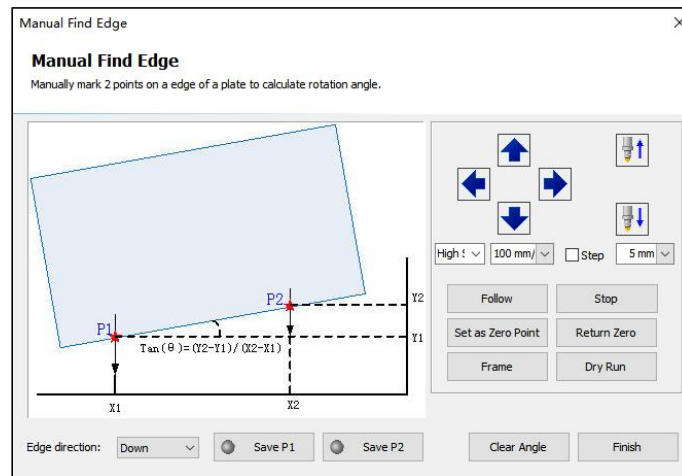 Manual Find Edge
Manual Find Edge
Manually mark 2 points on a edge of a plate to calculate rotation angle.
P2
Y2
P1
Y1
Tan(θ)=(Y2-Y1)/(X2-X1)
X1
X2
High
100 mm/
Step
5 mm
Follow
Stop
Set as Zero Point
Return Zero
Frame
Dry Run
Edge direction:
Down
Save P1
Save P2
Clear Angle
Finish